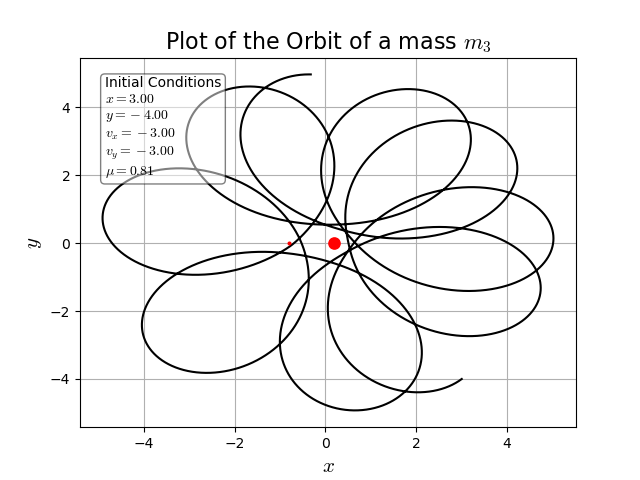 Plot of the Orbit of a mass m₃
Initial Conditions
x = 3.00
y = − 4.00
vₓ = − 3.00
v_y = − 3.00
μ = 0.81
y
4
2
0
−2
−4
−4 −2 0 2 4
x